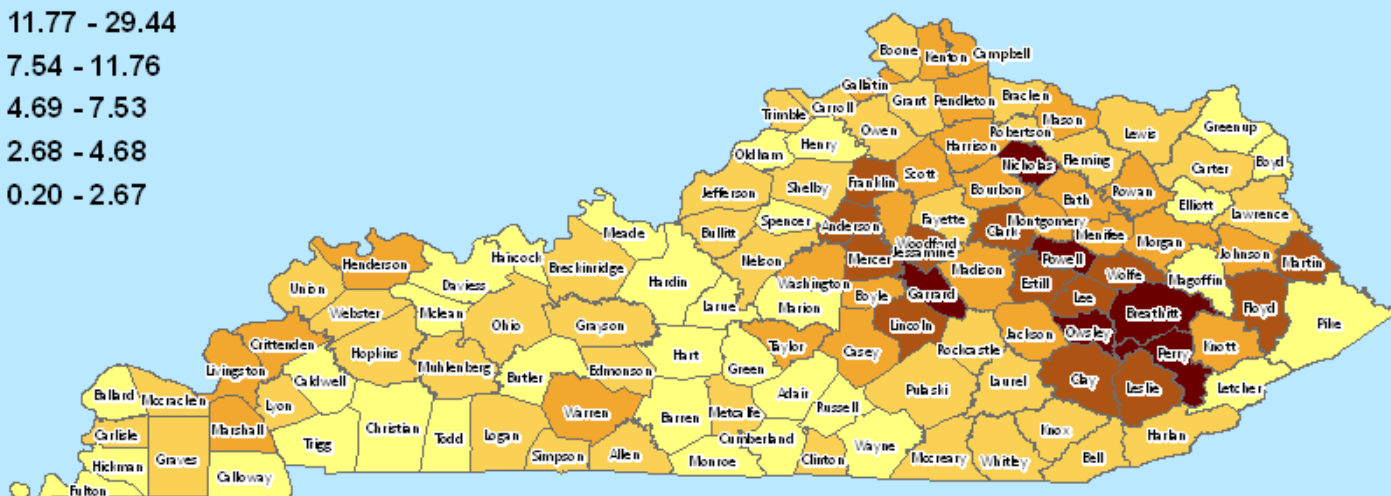 11.77 - 29.44
7.54 - 11.76
4.69 - 7.53
2.68 - 4.68
0.20 - 2.67
Boone
Kenton
Campbell
Gallatin
Grant
Pendleton
Bracken
Trimble
Carroll
Owen
Mason
Robertson
Lewis
Greenup
Oldham
Henry
Harrison
Nicholas
Fleming
Boyd
Carter
Jefferson
Shelby
Franklin
Scott
Bourbon
Bath
Rowan
Elliott
Lawrence
Spencer
Bullitt
Anderson
Fayette
Clark
Montgomery
Menifee
Morgan
Johnson
Martin
Meade
Hancock
Henderson
Breckinridge
Nelson
Mercer
Woodford
Jessamine
Madison
Powell
Wolfe
Magoffin
Union
Daviess
Hardin
Washington
Marion
Larue
Boyle
Garrard
Estill
Lee
Breathitt
Floyd
Pike
Webster
Mclean
Ohio
Grayson
Lincoln
Jackson
Owsley
Perry
Knott
Crittenden
Hopkins
Muhlenberg
Hart
Green
Taylor
Casey
Rockcastle
Livingston
Caldwell
Butler
Edmonson
Adair
Pulaski
Laurel
Clay
Leslie
Letcher
Ballard
Mccracken
Lyon
Warren
Barren
Metcalfe
Russell
Carlisle
Marshall
Trigg
Christian
Todd
Logan
Simpson
Allen
Cumberland
Monroe
Clinton
Wayne
Mccreary
Whitley
Knox
Bell
Harlan
Hickman
Graves
Calloway
Fulton